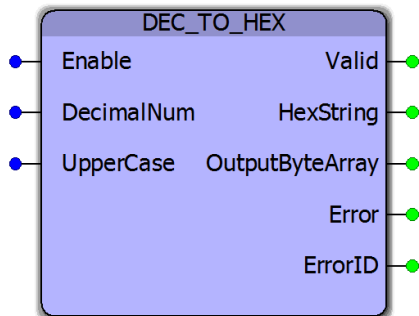 DEC_TO_HEX
Enable Valid
DecimalNum HexString
UpperCase OutputByteArray
Error
ErrorID